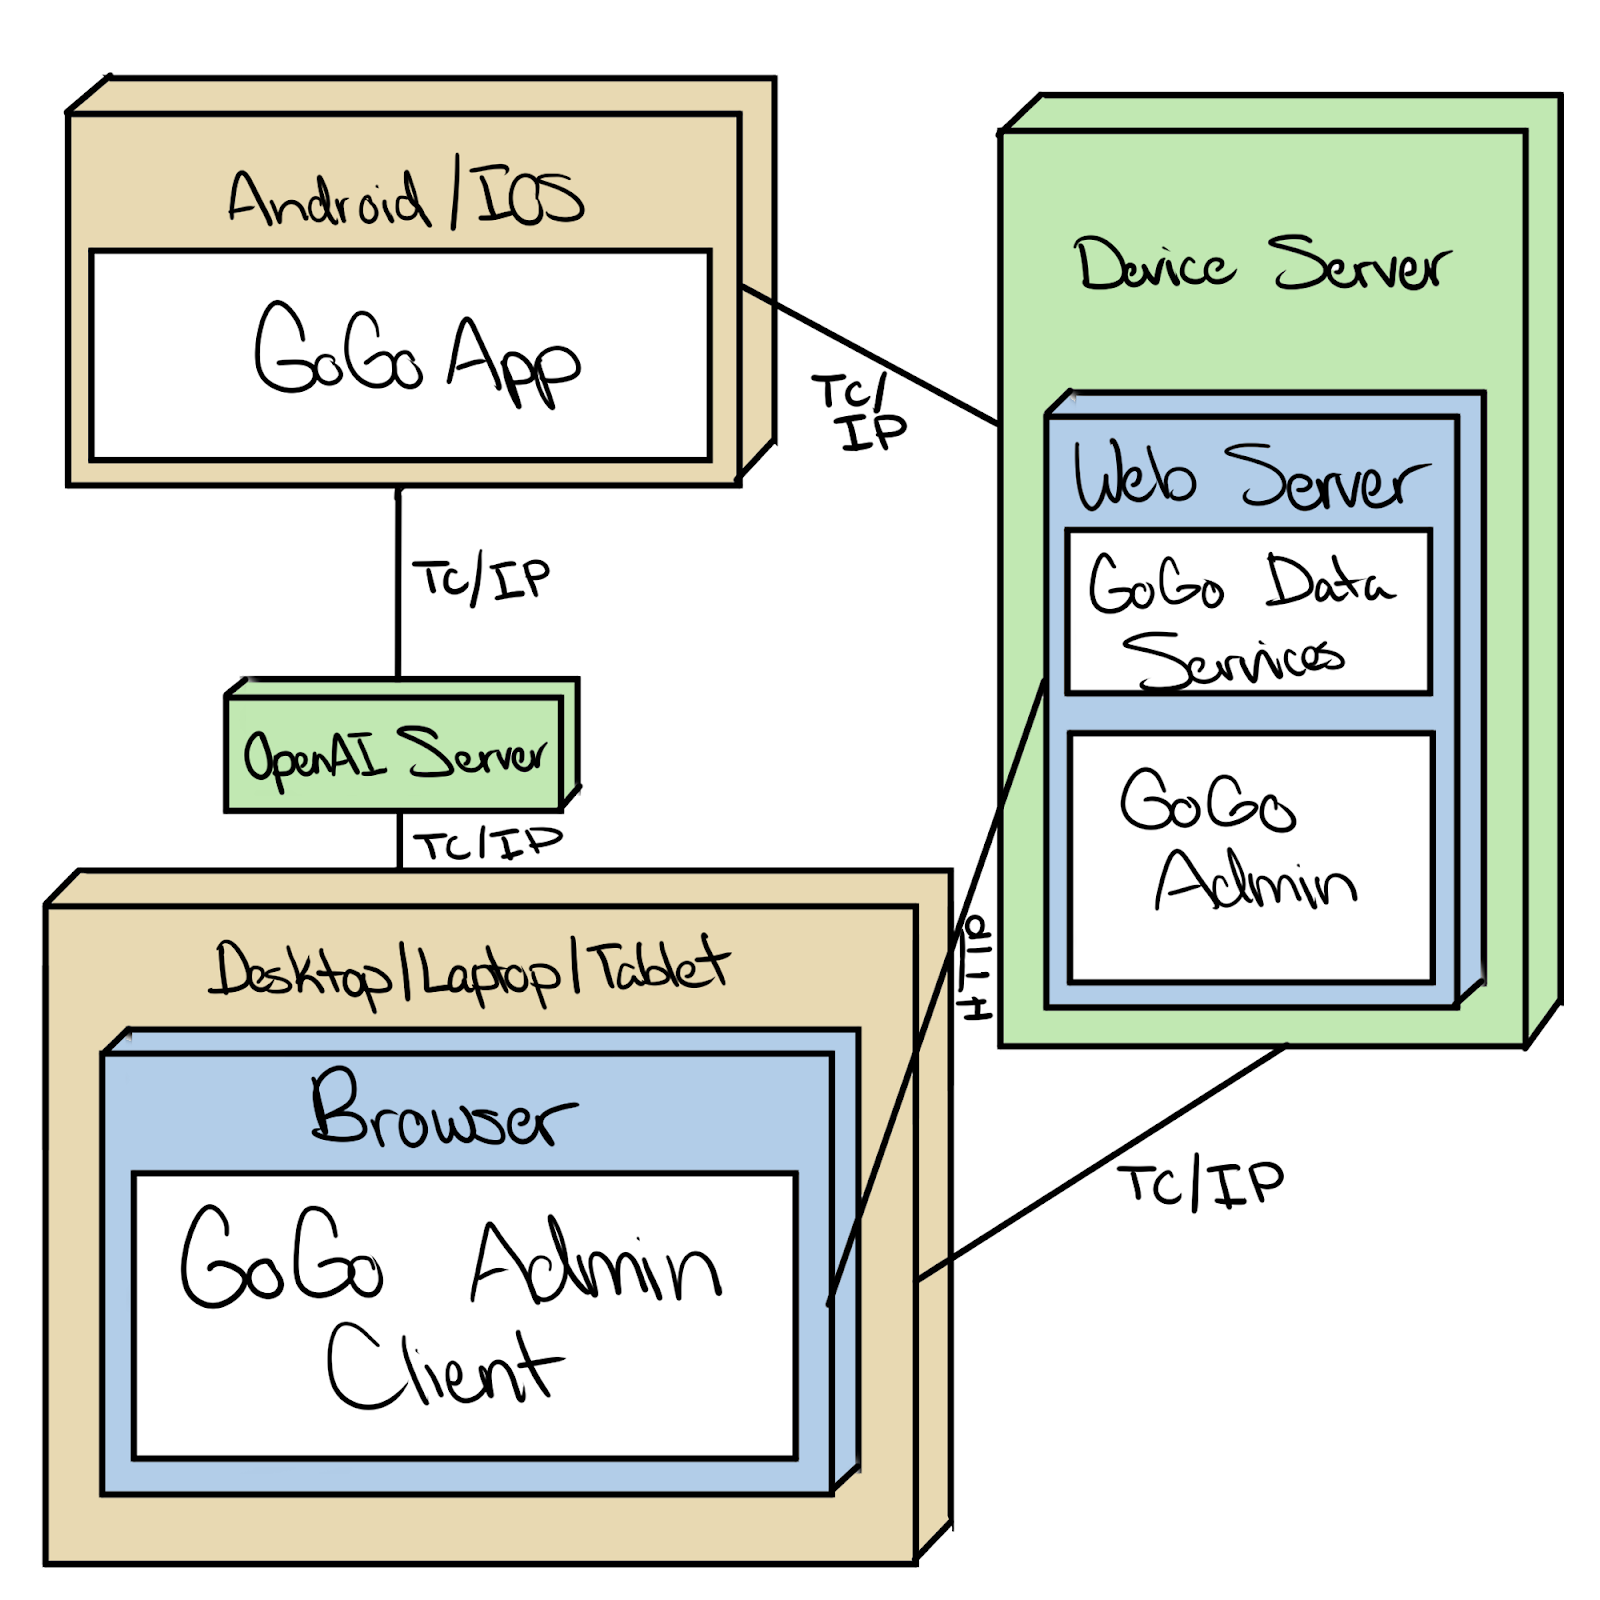 Android/IOS
GoGo App
TC/
IP
Device Server
Web Server
GoGo Data
Services
GoGo
Admin
TC/IP
OpenAI Server
TC/IP
Desktop/Laptop/Tablet
Browser
GoGo Admin
Client
HTTP
TC/IP